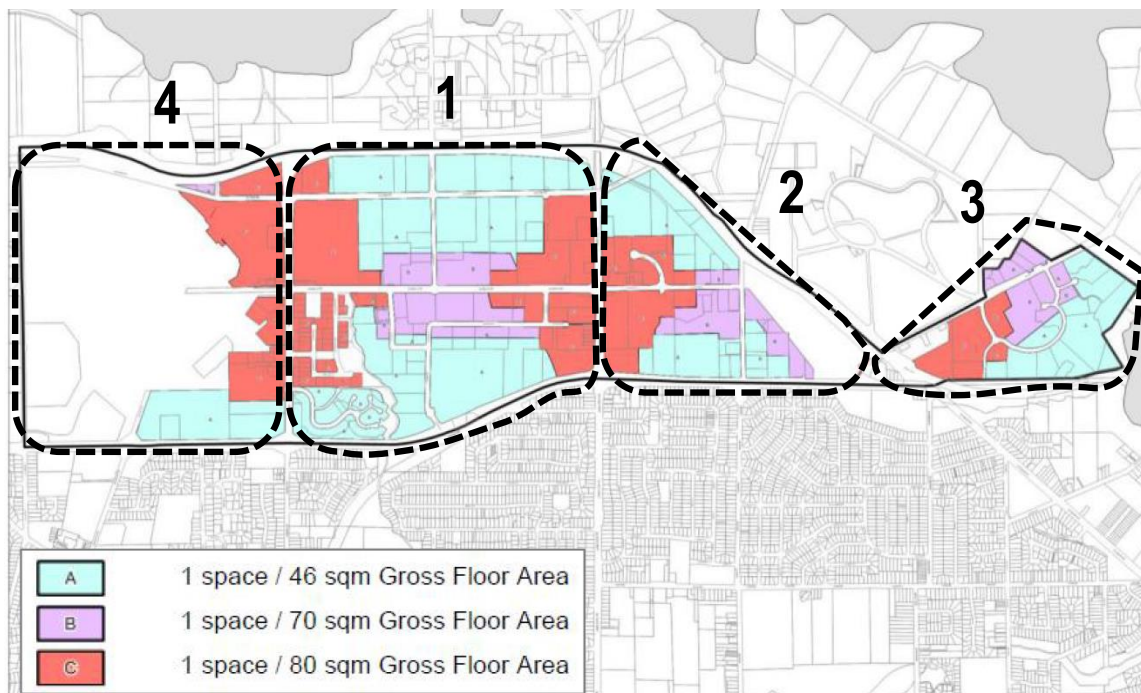 4
1
2
3
A 1 space / 46 sqm Gross Floor Area
B 1 space / 70 sqm Gross Floor Area
C 1 space / 80 sqm Gross Floor Area